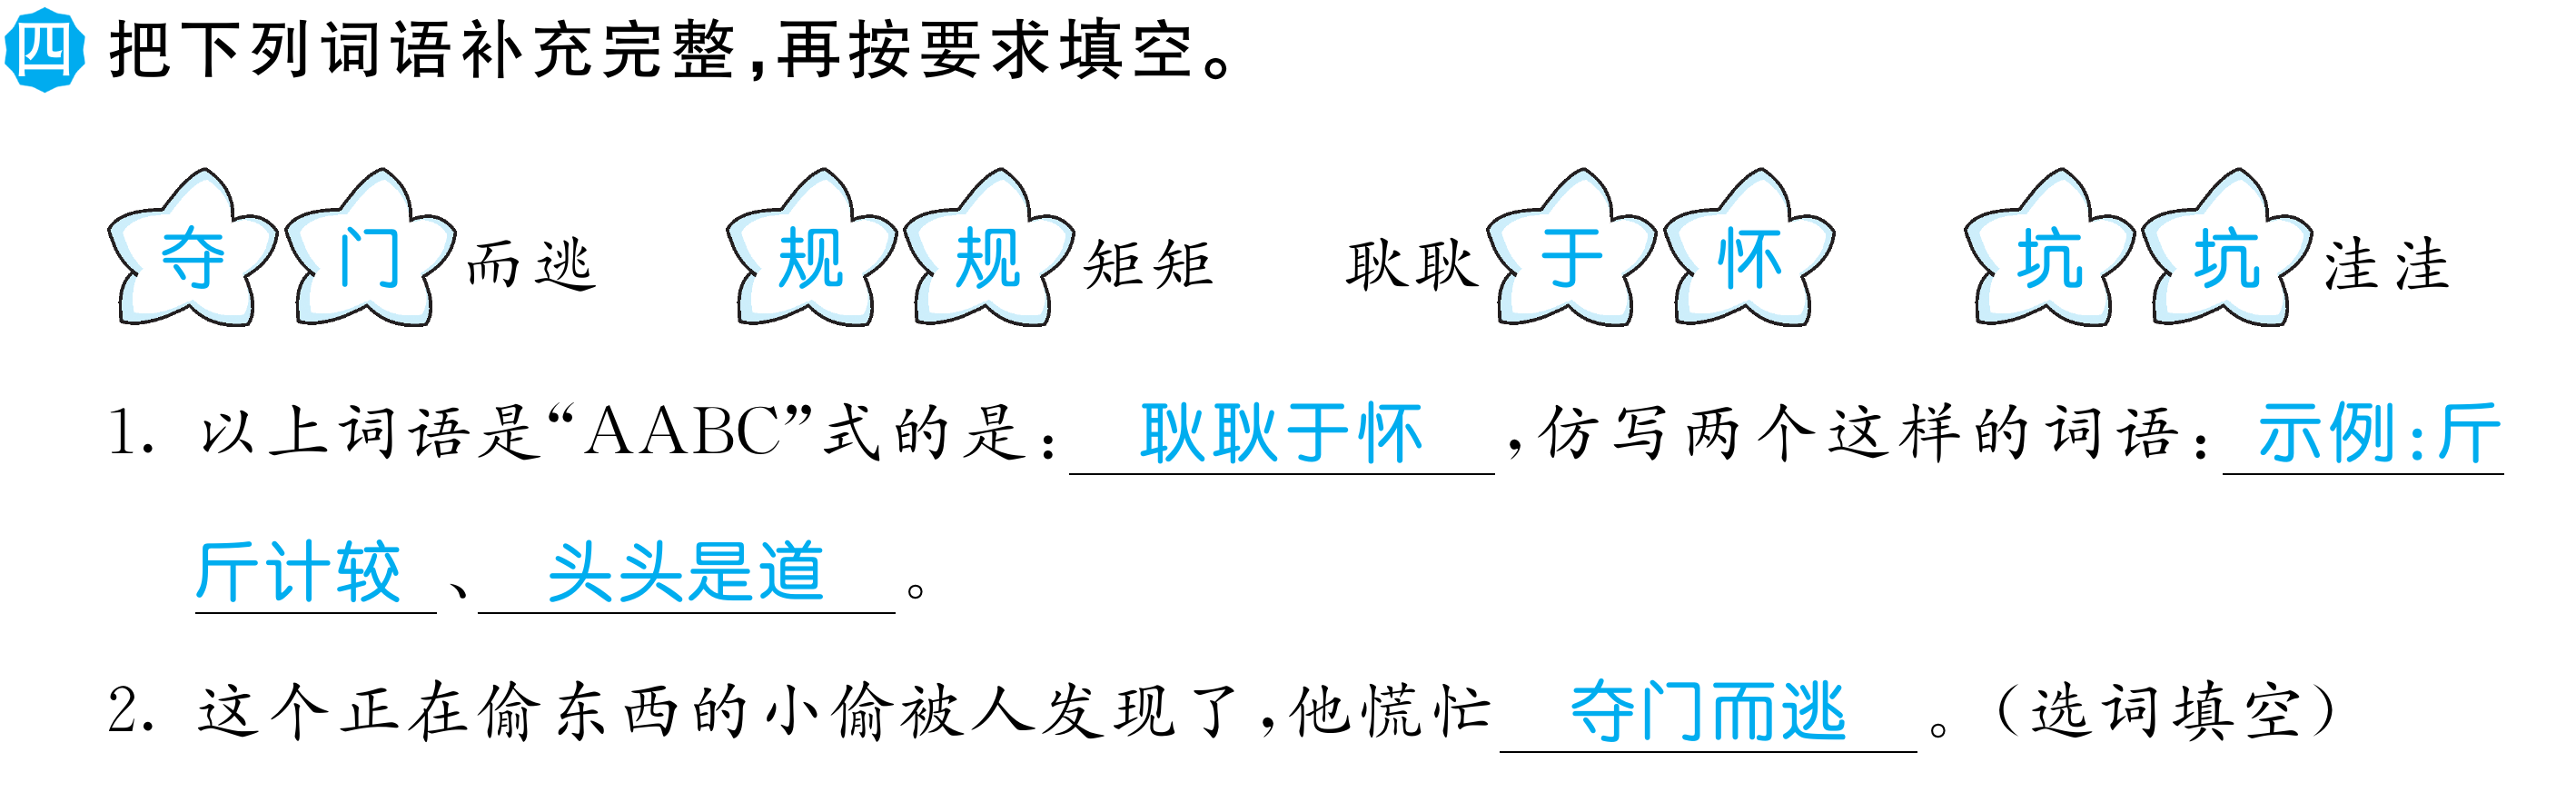 四 把下列词语补充完整,再按要求填空。
夺门而逃 规规矩矩 耿耿于怀 坑坑洼洼
1. 以上词语是“AABC”式的是：耿耿于怀,仿写两个这样的词语：示例:斤
斤计较、头头是道。
2. 这个正在偷东西的小偷被人发现了,他慌忙夺门而逃。(选词填空)